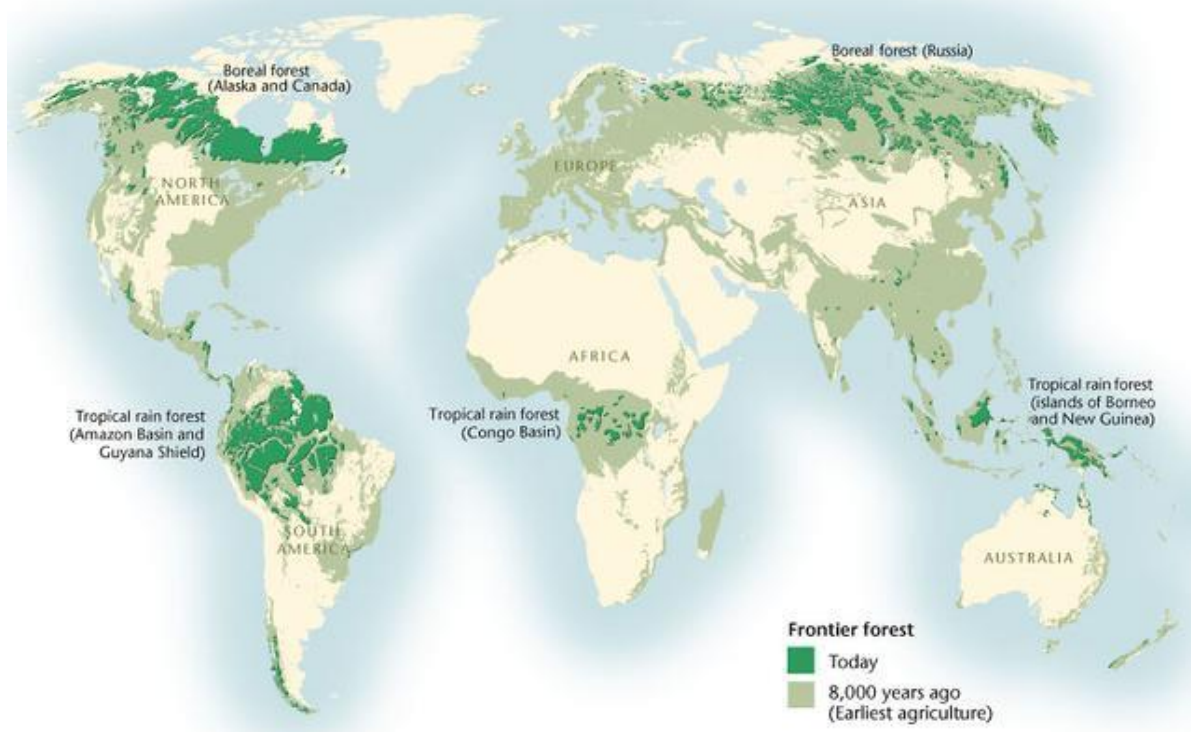 Boreal forest
(Alaska and Canada)
Boreal forest (Russia)
NORTH
AMERICA
EUROPE
ASIA
AFRICA
Tropical rain forest
(Amazon Basin and
Guyana Shield)
Tropical rain forest
(Congo Basin)
Tropical rain forest
(islands of Borneo
and New Guinea)
SOUTH
AMERICA
AUSTRALIA
Frontier forest
Today
8,000 years ago
(Earliest agriculture)